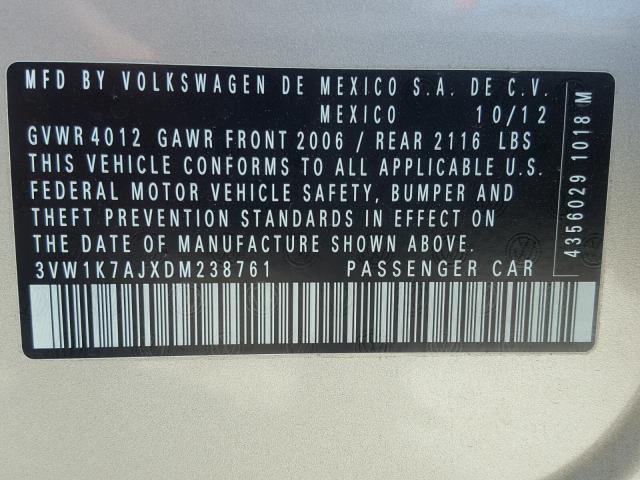 MFD BY VOLKSWAGEN DE MEXICO S.A. DE C.V.
MEXICO 10/12
GVWR 4012 GAWR FRONT 2006 / REAR 2116 LBS
THIS VEHICLE CONFORMS TO ALL APPLICABLE U.S.
FEDERAL MOTOR VEHICLE SAFETY, BUMPER AND
THEFT PREVENTION STANDARDS IN EFFECT ON
THE DATE OF MANUFACTURE SHOWN ABOVE.
3VW1K7AJXDM238761 PASSENGER CAR
4356029 1018 M